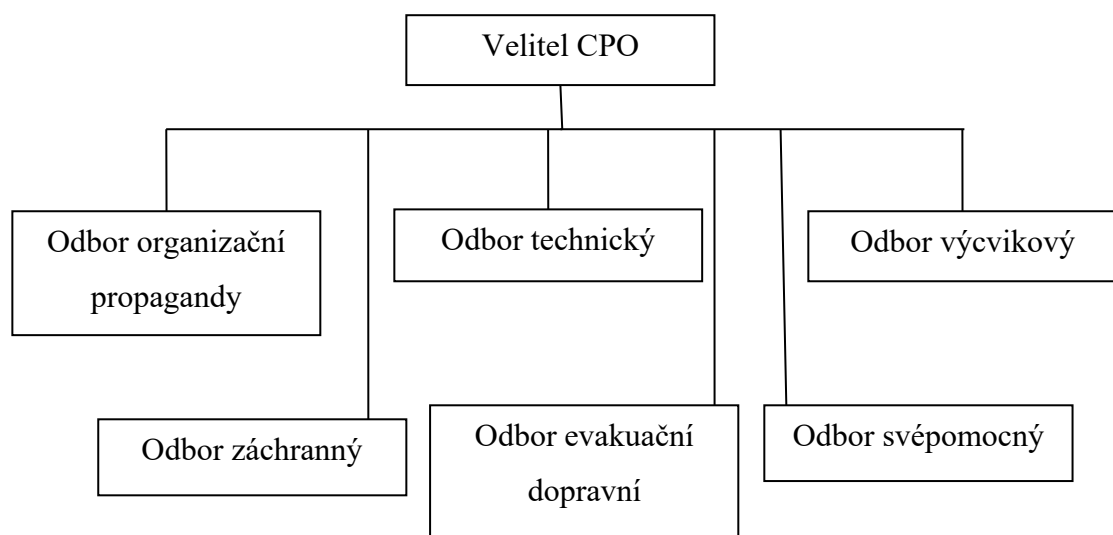 Velitel CPO
Odbor organizační
propagandy
Odbor technický
Odbor výcvikový
Odbor záchranný
Odbor evakuační
dopravní
Odbor svépomocný